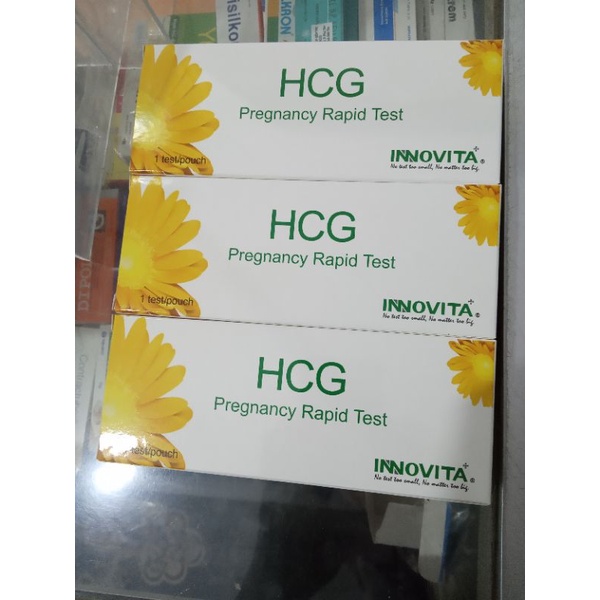 HCG
Pregnancy Rapid Test
1 test/pouch
INNOVITA
No test too small, No matter too big.
HCG
Pregnancy Rapid Test
1 test/pouch
INNOVITA
No test too small, No matter too big.
HCG
Pregnancy Rapid Test
test/pouch
INNOVITA
No test too small, No matter too big.